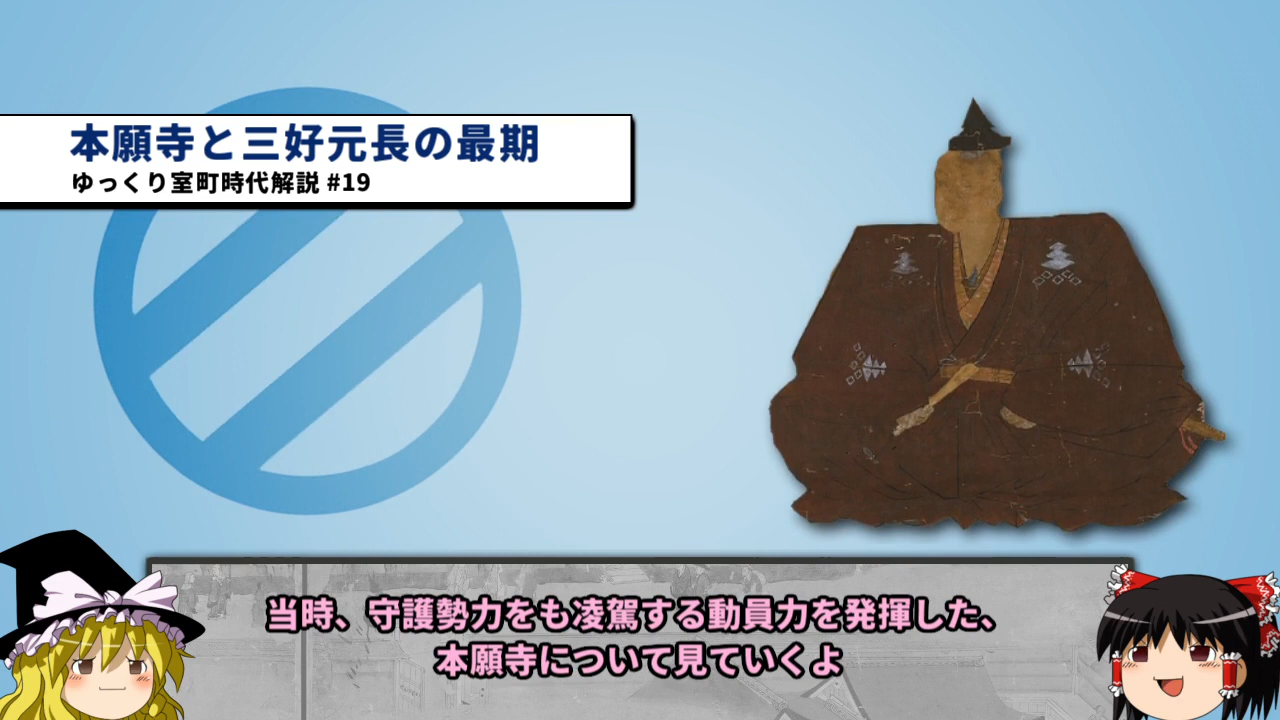 本願寺と三好元長の最期
ゆっくり室町時代解説 #19
当時、守護勢力をも凌駕する動員力を発揮した、
本願寺について見ていくよ